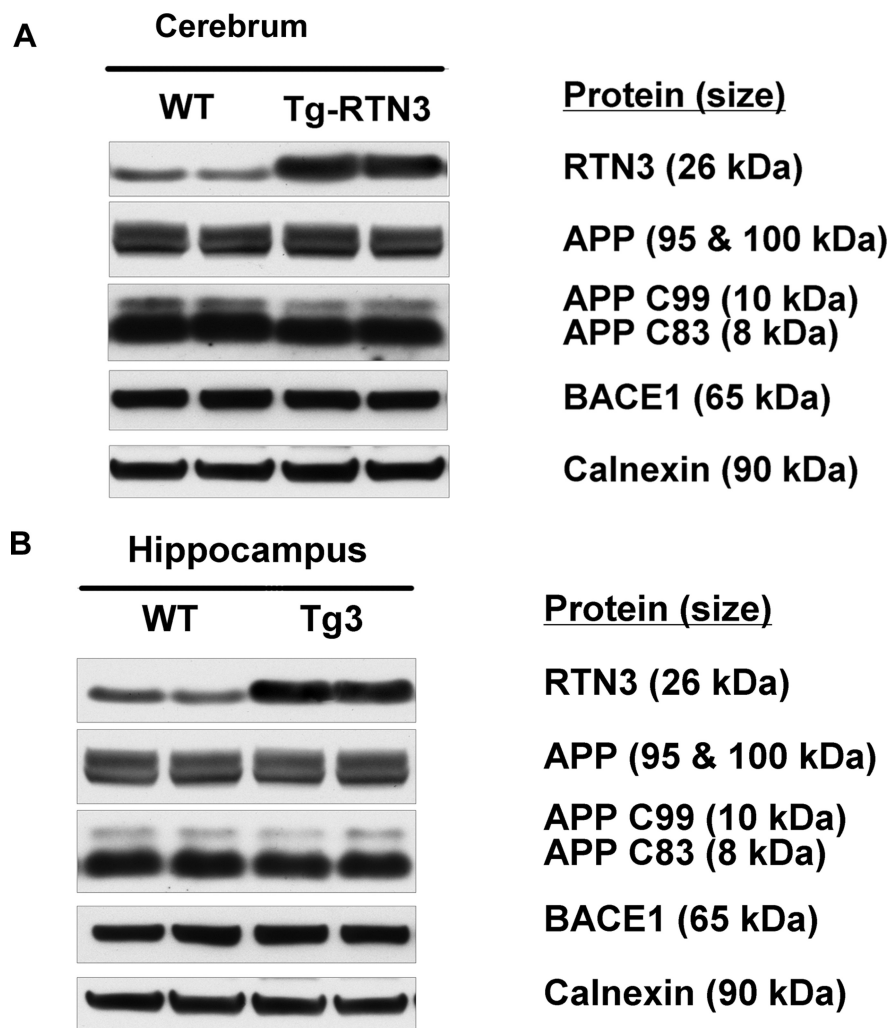 A
Cerebrum
WT Tg-RTN3
Protein (size)
RTN3 (26 kDa)
APP (95 & 100 kDa)
APP C99 (10 kDa)
APP C83 (8 kDa)
BACE1 (65 kDa)
Calnexin (90 kDa)
B
Hippocampus
WT Tg3
Protein (size)
RTN3 (26 kDa)
APP (95 & 100 kDa)
APP C99 (10 kDa)
APP C83 (8 kDa)
BACE1 (65 kDa)
Calnexin (90 kDa)